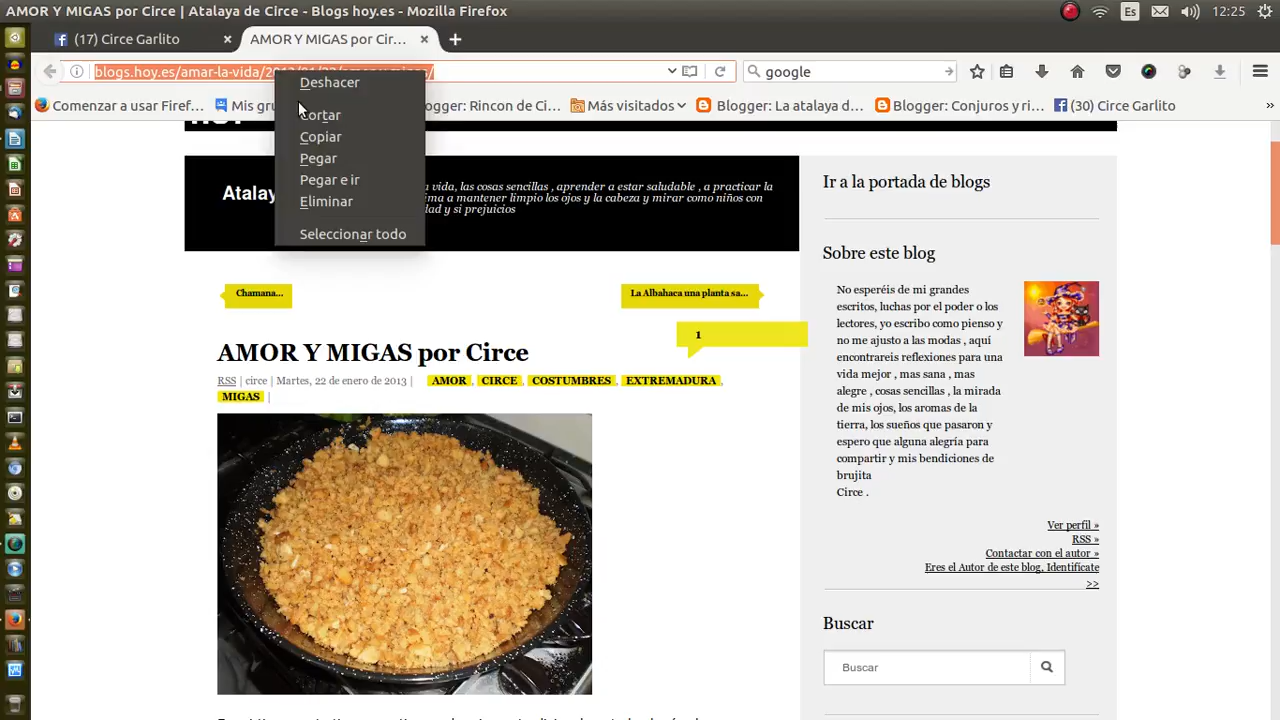 AMOR Y MIGAS por Circe | Atalaya de Circe - Blogs hoy.es - Mozilla Firefox
Es
12:25
(17) Circe Garlito
AMOR Y MIGAS por Cir...
blogs.hoy.es/amar-la-vida/
google
Deshacer
Cortar
Copiar
Pegar
Pegar e ir
Eliminar
Seleccionar todo
Comenzar a usar Firef...
Mis
Blogger: Rincon de Ci...
Más visitados
Blogger: La atalaya d...
Blogger: Conjuros y ri...
(30) Circe Garlito
Atalay
a vida, las cosas sencillas , aprender a estar saludable , a practicar la
ima a mantener limpio los ojos y la cabeza y mirar como niños con
dad y si prejuicios
Chamana...
La Albahaca una planta sa...
1
AMOR Y MIGAS por Circe
RSS | circe | Martes, 22 de enero de 2013 | AMOR, CIRCE, COSTUMBRES, EXTREMADURA,
MIGAS |
Ir a la portada de blogs
Sobre este blog
No esperéis de mi grandes
escritos, luchas por el poder o los
lectores, yo escribo como pienso y
no me ajusto a las modas , aquí
encontrareis reflexiones para una
vida mejor , mas sana , mas
alegre , cosas sencillas , la mirada
de mis ojos, los aromas de la
tierra, los sueños que pasaron y
espero que alguna alegría para
compartir y mis bendiciones de
brujita
Circe .
Ver perfil »
RSS »
Contactar con el autor »
Eres el Autor de este blog, Identifícate
>>
Buscar
Buscar